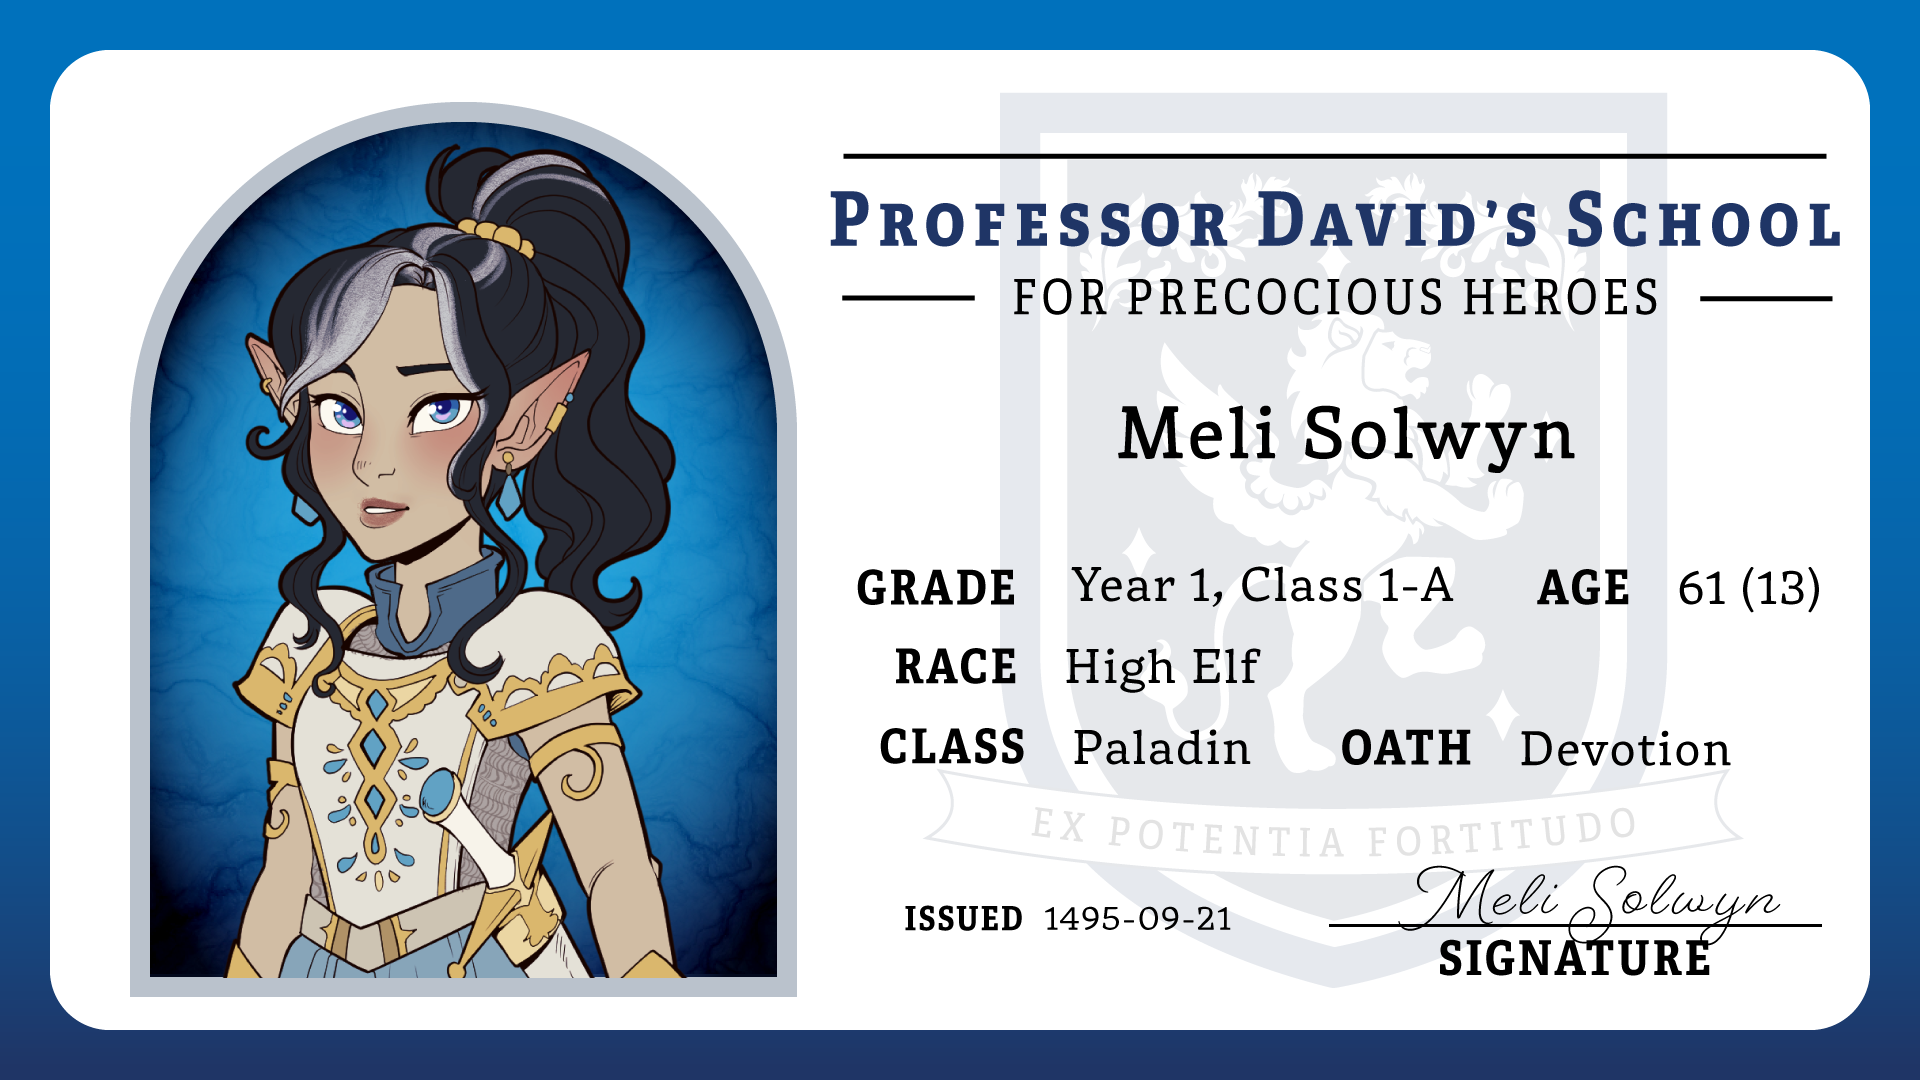 PROFESSOR DAVID'S SCHOOL
FOR PRECOCIOUS HEROES
Meli Solwyn
GRADE Year 1, Class 1-A AGE 61 (13)
RACE High Elf
CLASS Paladin OATH Devotion
EX POTENTIA FORTITUDO
ISSUED 1495-09-21
Meli Solwyn
SIGNATURE